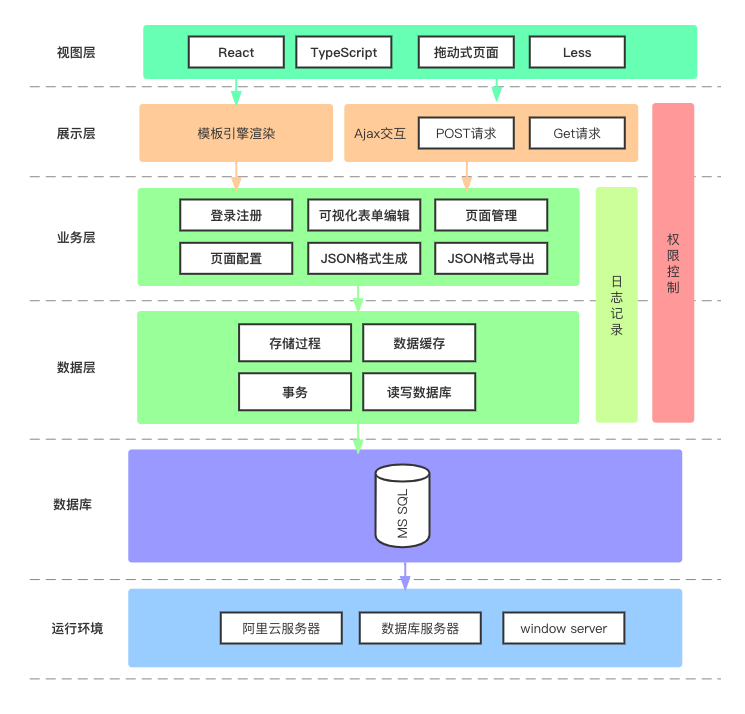 视图层
React
TypeScript
拖动式页面
Less
展示层
模板引擎渲染
Ajax交互
POST请求
Get请求
权限控制
业务层
登录注册
可视化表单编辑
页面管理
页面配置
JSON格式生成
JSON格式导出
日志记录
数据层
存储过程
数据缓存
事务
读写数据库
数据库
MS SQL
运行环境
阿里云服务器
数据库服务器
window server